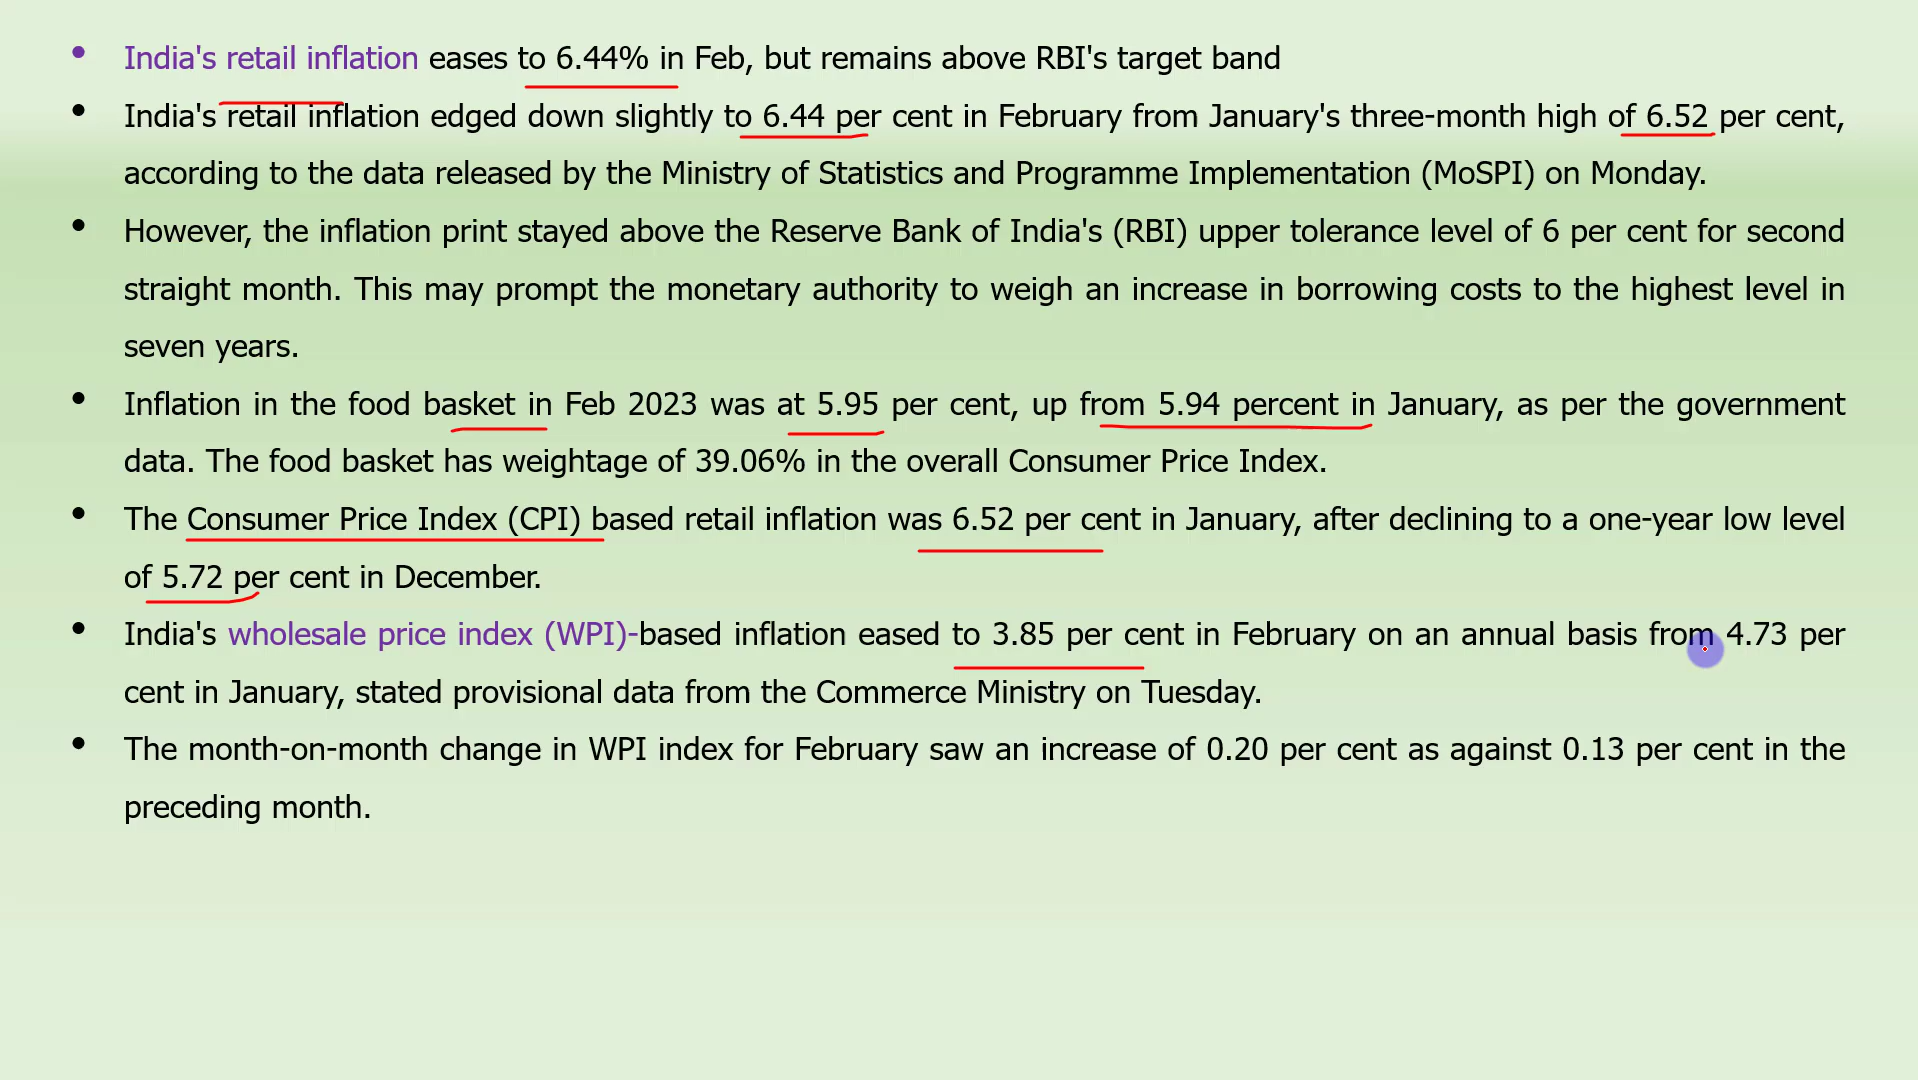 • India's retail inflation eases to 6.44% in Feb, but remains above RBI's target band
• India's retail inflation edged down slightly to 6.44 per cent in February from January's three-month high of 6.52 per cent,
according to the data released by the Ministry of Statistics and Programme Implementation (MoSPI) on Monday.
• However, the inflation print stayed above the Reserve Bank of India's (RBI) upper tolerance level of 6 per cent for second
straight month. This may prompt the monetary authority to weigh an increase in borrowing costs to the highest level in
seven years.
• Inflation in the food basket in Feb 2023 was at 5.95 per cent, up from 5.94 percent in January, as per the government
data. The food basket has weightage of 39.06% in the overall Consumer Price Index.
• The Consumer Price Index (CPI) based retail inflation was 6.52 per cent in January, after declining to a one-year low level
of 5.72 per cent in December.
• India's wholesale price index (WPI)-based inflation eased to 3.85 per cent in February on an annual basis from 4.73 per
cent in January, stated provisional data from the Commerce Ministry on Tuesday.
• The month-on-month change in WPI index for February saw an increase of 0.20 per cent as against 0.13 per cent in the
preceding month.